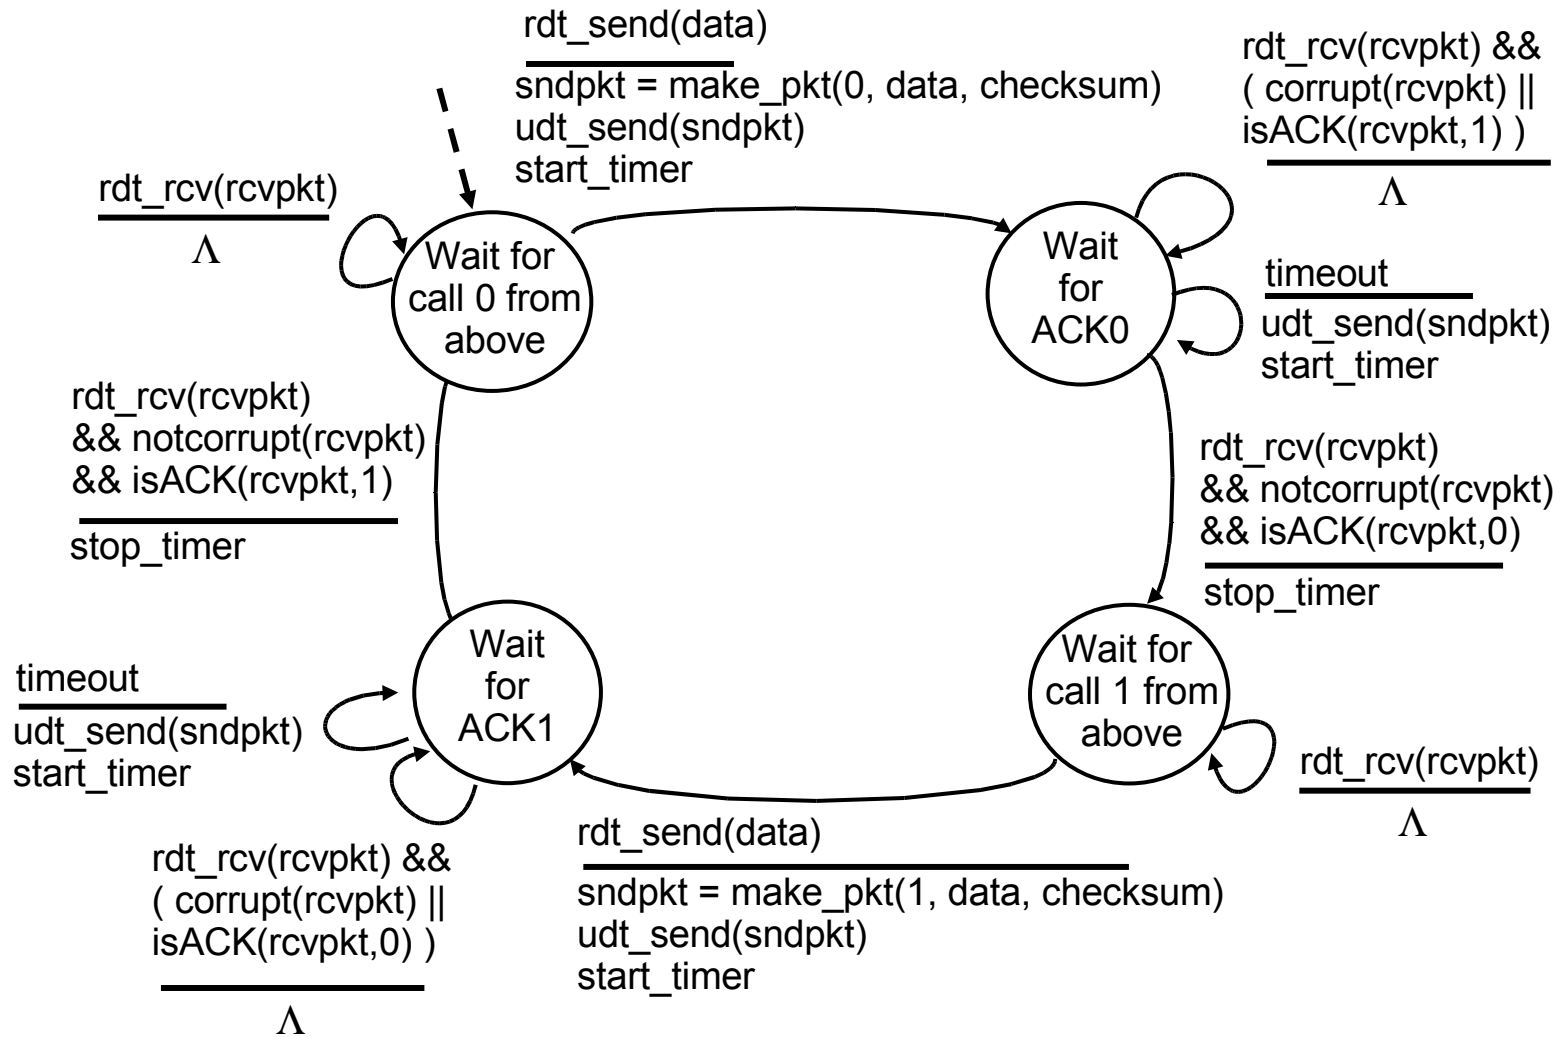 rdt_send(data)
sndpkt = make_pkt(0, data, checksum)
udt_send(sndpkt)
start_timer
rdt_rcv(rcvpkt) &&
( corrupt(rcvpkt) ||
isACK(rcvpkt,1) )
Λ
rdt_rcv(rcvpkt)
Λ
Wait for
call 0 from
above
Wait
for
ACK0
timeout
udt_send(sndpkt)
start_timer
rdt_rcv(rcvpkt)
&& notcorrupt(rcvpkt)
&& isACK(rcvpkt,1)
stop_timer
rdt_rcv(rcvpkt)
&& notcorrupt(rcvpkt)
&& isACK(rcvpkt,0)
stop_timer
Wait
for
ACK1
Wait for
call 1 from
above
timeout
udt_send(sndpkt)
start_timer
rdt_rcv(rcvpkt)
Λ
rdt_rcv(rcvpkt) &&
( corrupt(rcvpkt) ||
isACK(rcvpkt,0) )
Λ
rdt_send(data)
sndpkt = make_pkt(1, data, checksum)
udt_send(sndpkt)
start_timer